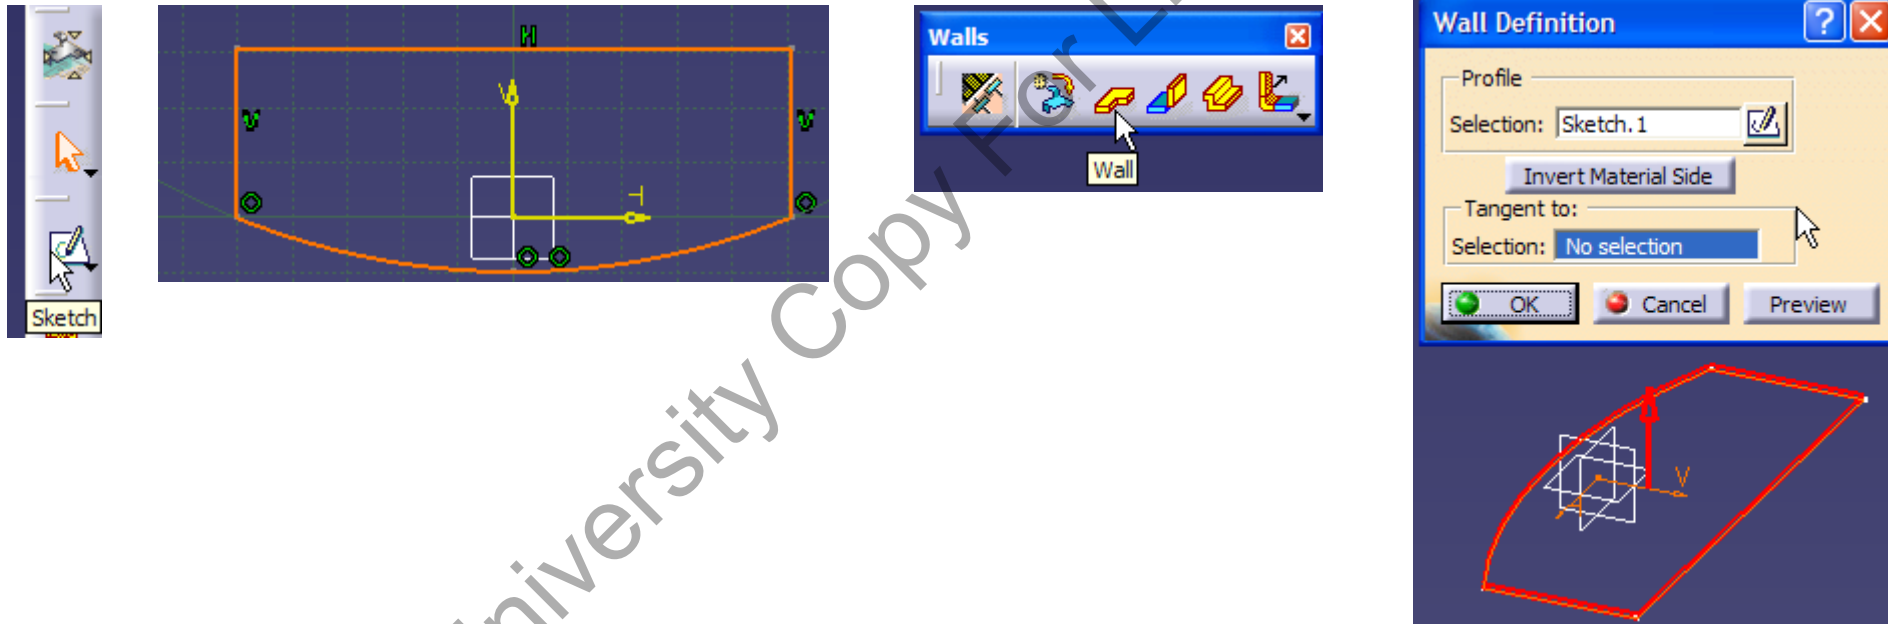 Sketch
H
V
V
V
Walls
Wall
Wall Definition
Profile
Selection: Sketch.1
Invert Material Side
Tangent to:
Selection: No selection
OK Cancel Preview
V
University Copy For